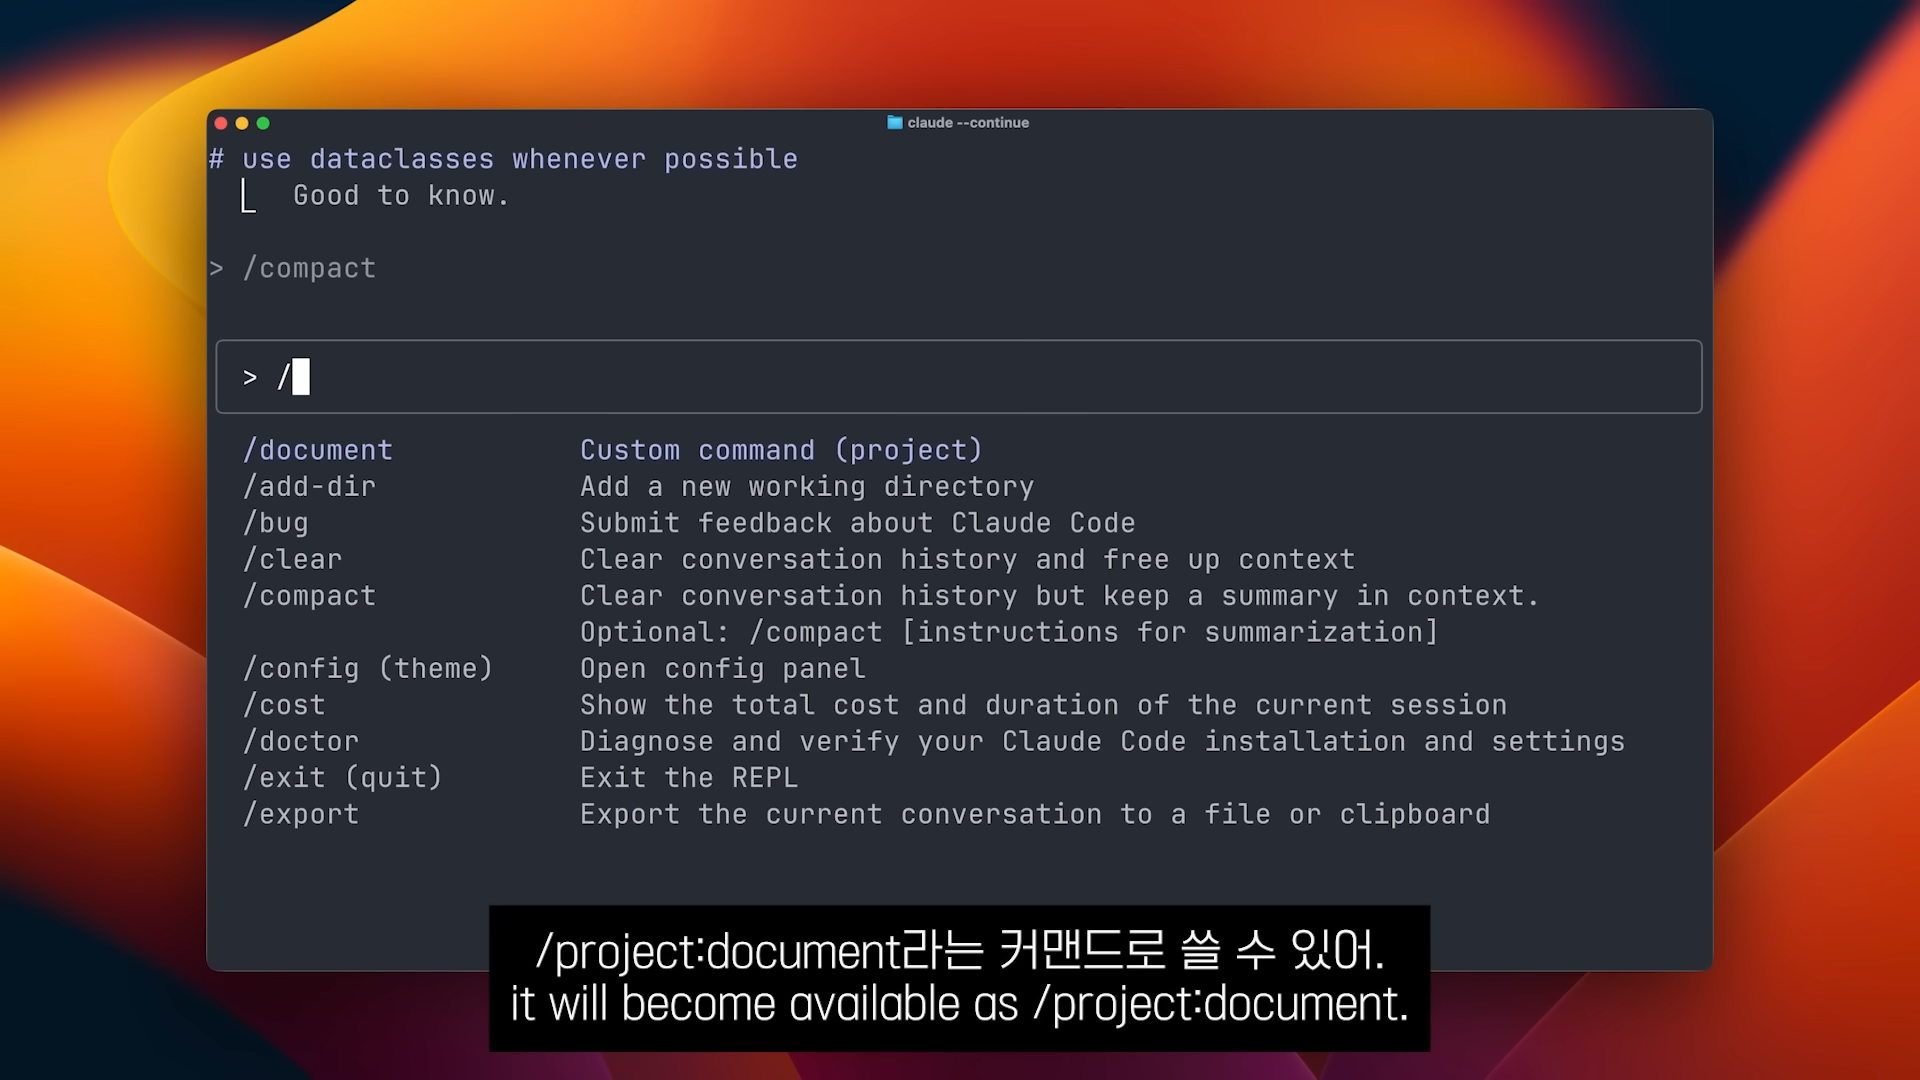 claude --continue
# use dataclasses whenever possible
⎿ Good to know.
> /compact
> /
/document Custom command (project)
/add-dir Add a new working directory
/bug Submit feedback about Claude Code
/clear Clear conversation history and free up context
/compact Clear conversation history but keep a summary in context.
Optional: /compact [instructions for summarization]
/config (theme) Open config panel
/cost Show the total cost and duration of the current session
/doctor Diagnose and verify your Claude Code installation and settings
/exit (quit) Exit the REPL
/export Export the current conversation to a file or clipboard
/project:document라는 커맨드로 쓸 수 있어.
it will become available as /project:document.